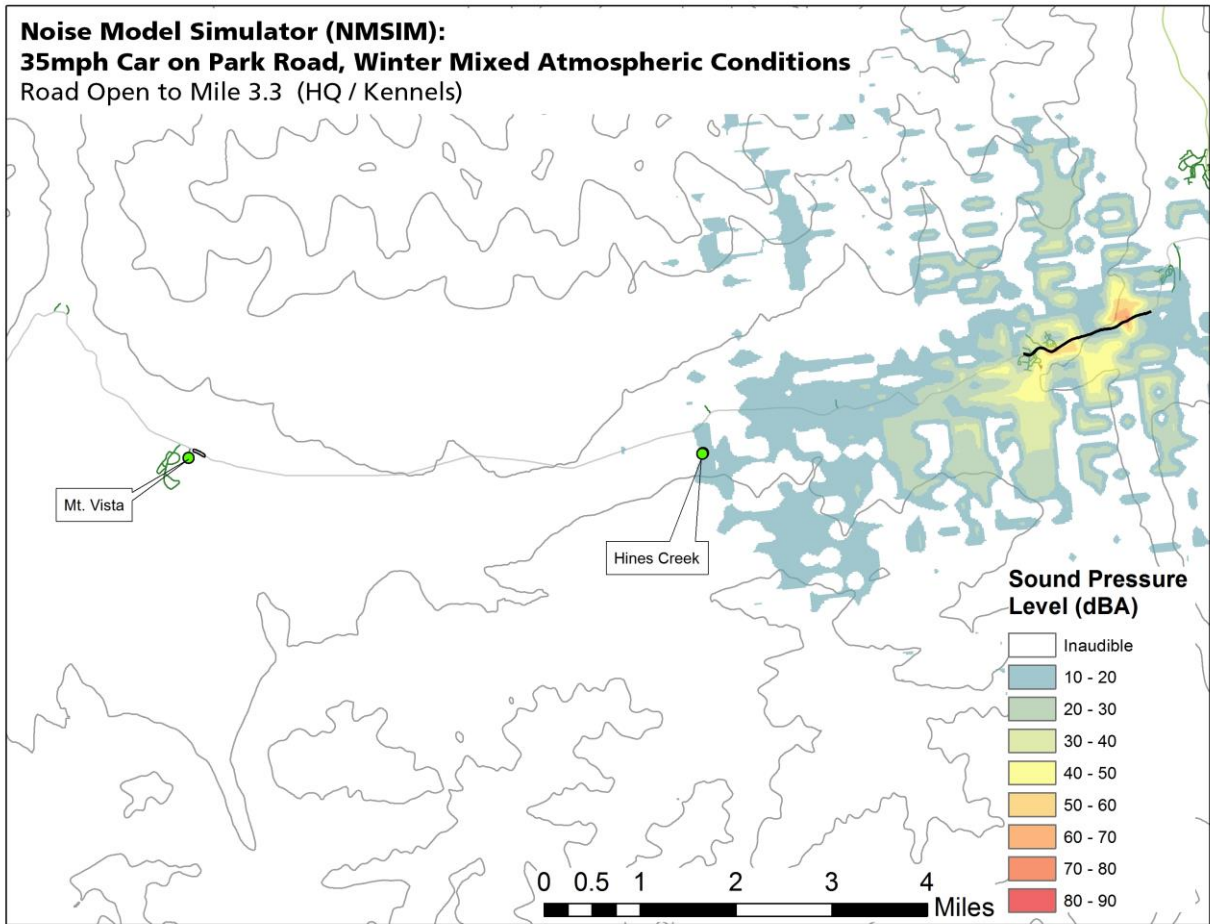 Noise Model Simulator (NMSIM):
35mph Car on Park Road, Winter Mixed Atmospheric Conditions
Road Open to Mile 3.3 (HQ / Kennels)
Mt. Vista
Hines Creek
Sound Pressure
Level (dBA)
Inaudible
10 - 20
20 - 30
30 - 40
40 - 50
50 - 60
60 - 70
70 - 80
80 - 90
0 0.5 1 2 3 4
Miles